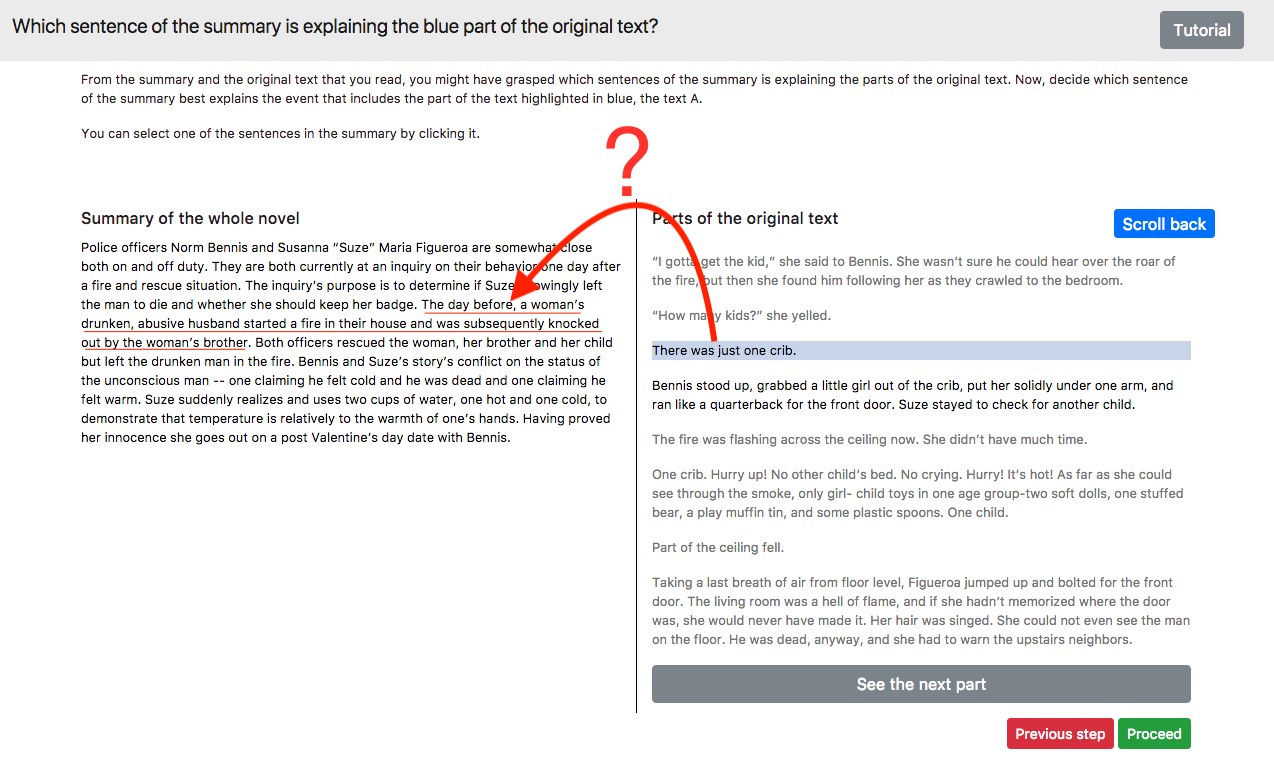 Which sentence of the summary is explaining the blue part of the original text?
Tutorial
From the summary and the original text that you read, you might have grasped which sentences of the summary is explaining the parts of the original text. Now, decide which sentence
of the summary best explains the event that includes the part of the text highlighted in blue, the text A.
You can select one of the sentences in the summary by clicking it.
?
Summary of the whole novel
Police officers Norm Bennis and Susanna “Suze” Maria Figueroa are somewhat close
both on and off duty. They are both currently at an inquiry on their behavior one day after
a fire and rescue situation. The inquiry’s purpose is to determine if Suze knowingly left
the man to die and whether she should keep her badge. The day before, a woman’s
drunken, abusive husband started a fire in their house and was subsequently knocked
out by the woman’s brother. Both officers rescued the woman, her brother and her child
but left the drunken man in the fire. Bennis and Suze’s story’s conflict on the status of
the unconscious man -- one claiming he felt cold and he was dead and one claiming he
felt warm. Suze suddenly realizes and uses two cups of water, one hot and one cold, to
demonstrate that temperature is relatively to the warmth of one’s hands. Having proved
her innocence she goes out on a post Valentine’s day date with Bennis.
Parts of the original text
Scroll back
“I gotta get the kid,” she said to Bennis. She wasn’t sure he could hear over the roar of
the fire, but then she found him following her as they crawled to the bedroom.
“How many kids?” she yelled.
There was just one crib.
Bennis stood up, grabbed a little girl out of the crib, put her solidly under one arm, and
ran like a quarterback for the front door. Suze stayed to check for another child.
The fire was flashing across the ceiling now. She didn’t have much time.
One crib. Hurry up! No other child’s bed. No crying. Hurry! It’s hot! As far as she could
see through the smoke, only girl- child toys in one age group-two soft dolls, one stuffed
bear, a play muffin tin, and some plastic spoons. One child.
Part of the ceiling fell.
Taking a last breath of air from floor level, Figueroa jumped up and bolted for the front
door. The living room was a hell of flame, and if she hadn’t memorized where the door
was, she would never have made it. Her hair was singed. She could not even see the man
on the floor. He was dead, anyway, and she had to warn the upstairs neighbors.
See the next part
Previous step
Proceed